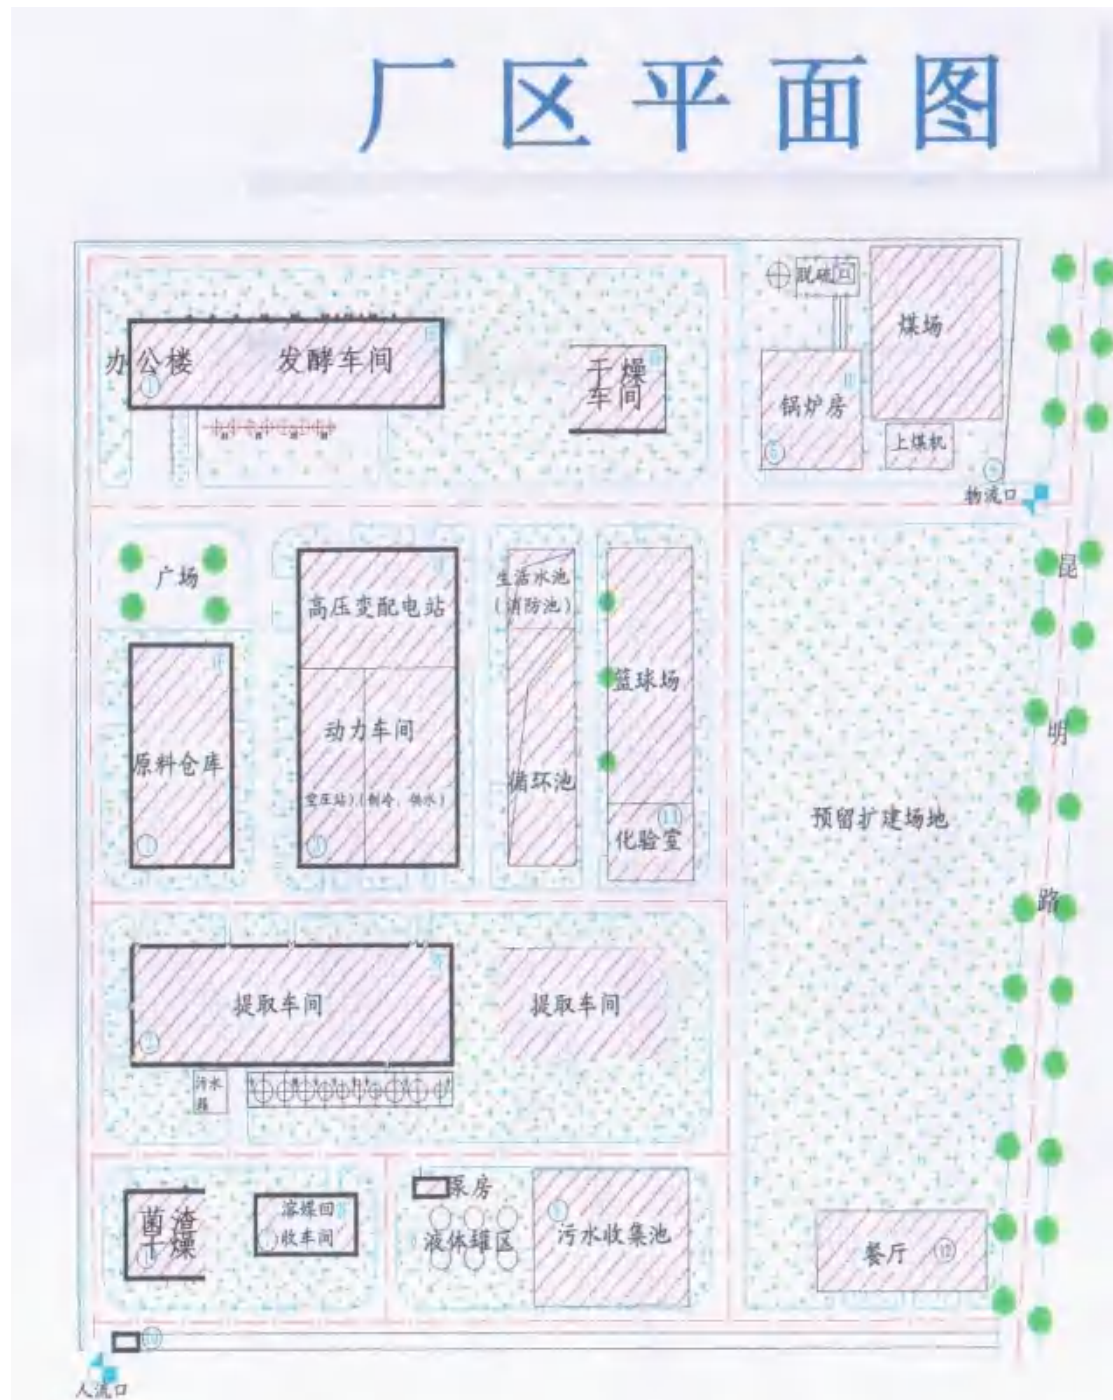 厂区平面图
脱硫
煤场
办公楼
发酵车间
干燥
车间
锅炉房
上煤机
物流口
广场
高压变配电站
生活水池
(消防池)
昆
篮球场
动力车间
明
原料仓库
循环池
空压站)(制冷、供水)
⑪
化验室
预留扩建场地
路
提取车间
提取车间
②
污水
菌渣
干燥
溶媒回
收车间
泵房
液体罐区
污水收集池
餐厅 ⑫
⑩
人流口